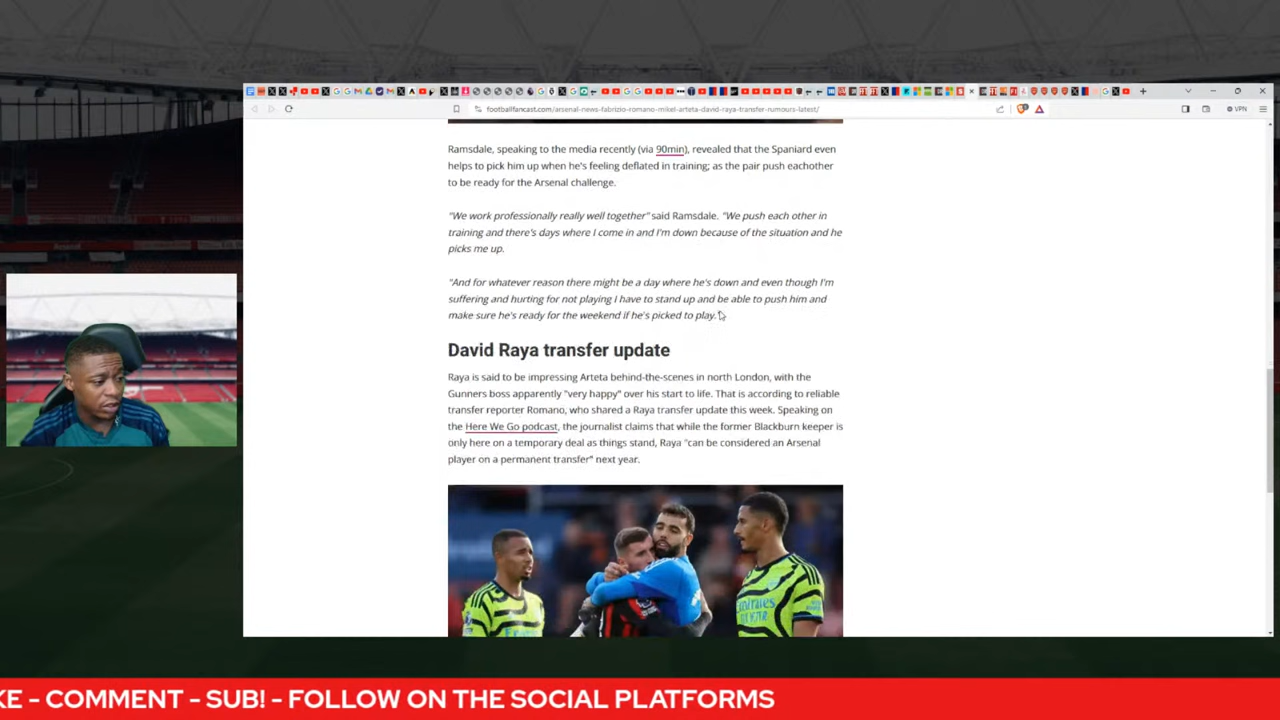 VPN
footballfancast.com/arsenal-news-fabrizio-romano-mikel-arteta-david-raya-transfer-rumours-latest/
Ramsdale, speaking to the media recently (via 90min), revealed that the Spaniard even
helps to pick him up when he's feeling deflated in training; as the pair push eachother
to be ready for the Arsenal challenge.
"We work professionally really well together" said Ramsdale. "We push each other in
training and there's days where I come in and I'm down because of the situation and he
picks me up.
"And for whatever reason there might be a day where he's down and even though I'm
suffering and hurting for not playing I have to stand up and be able to push him and
make sure he's ready for the weekend if he's picked to play."
David Raya transfer update
Raya is said to be impressing Arteta behind-the-scenes in north London, with the
Gunners boss apparently "very happy" over his start to life. That is according to reliable
transfer reporter Romano, who shared a Raya transfer update this week. Speaking on
the Here We Go podcast, the journalist claims that while the former Blackburn keeper is
only here on a temporary deal as things stand, Raya "can be considered an Arsenal
player on a permanent transfer" next year.
KE - COMMENT - SUB! - FOLLOW ON THE SOCIAL PLATFORMS